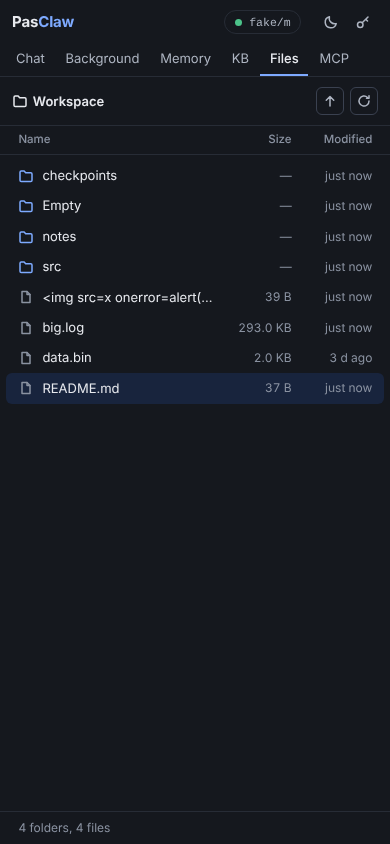 PasClaw fake/m
Chat Background Memory KB Files MCP
Workspace
Name Size Modified
checkpoints — just now
Empty — just now
notes — just now
src — just now
<img src=x onerror=alert(... 39 B just now
big.log 293.0 KB just now
data.bin 2.0 KB 3 d ago
README.md 37 B just now
4 folders, 4 files